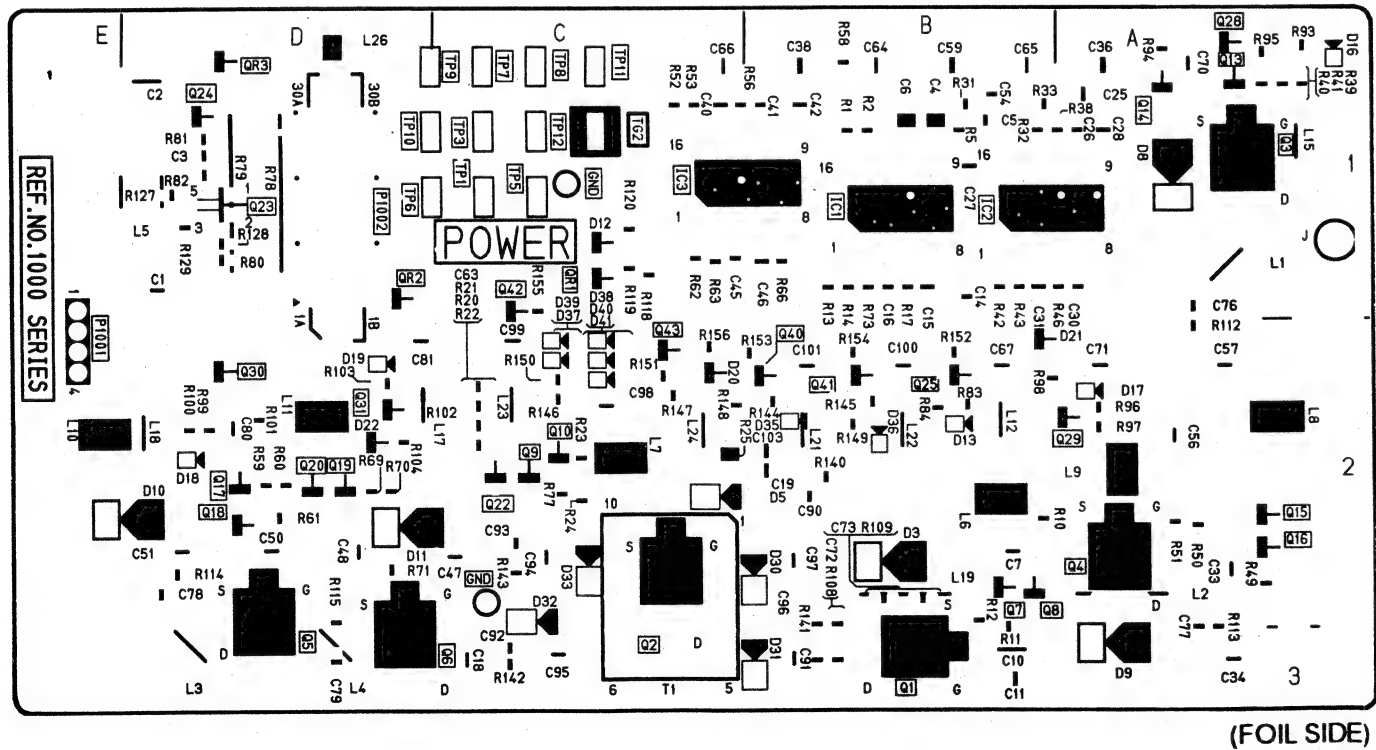 E D C B A
L26 QR3 C2 Q24 30A 30B
TP9 TP7 TP8 TP11
C66 C38 R58 C64 C59 C65 C36
R94 Q28 R95 R93 D16
C70 Q13
R52 R53 C40 R56 C41 C42 R1 R2 C6 C4 R31 C54 R33 R38 C25
R40 R41 R39
TP10 TP3 TP12 TG2
R5 C5 R32 C26 C28 Q14
S G Q3 L15 D
R81 C3 R79 R78
16 9 IC3 1 8
16 9 IC1 1 8
16 9 IC2 1 8
C27
D8
1
R127 R82 5 1 Q23 2 3 R128 R80 R129
L5
P1002
TP6 TP1 TP5 GND
R120 D12
POWER
J
L1
REF.NO.1000 SERIES
C1
QR2 C63 R21 R20 R22 Q42 R155 QR1 D39 D37 D38 D40 D41 R119 R118
R62 R63 C45 C46 R66
R13 R14 R73 C16 R17 C15 C14 R42 R43 C31 R46 C30
C76 R112
1A 1B
1 P1001 4
C99 Q43 R156 R153 Q40 C101 R154 C100 R152 C67 D21 C71 C57
D19 R103 C81 R150 R151
Q30
C98 D20 Q41 Q25 R83 R98 D17
R99 R100 L11 Q31 R102 L23 R146 R147 R148 R144 R145 R84 R96 R97
L10 L18 C80 R101 D22 L17 Q10 R23 L7 L24 R25 D35 C103 L21 R149 D36 L22 D13 L12 Q29 C56 L8
R59 R60 R69 R70 R104 Q9 R140 L9
2
D18 Q17 Q20 Q19 Q22 R77 R24 10 1 D5 C19 C90 L6 R10
D10 Q18 R61 D11 C93
C73 R109 D3
S G Q4 D
Q15 Q16
C51 C50 C48 R71 C47 C94 R143 D33 S G Q2 D D30 C97 C96 C72 R108 L19 C7 R51 R50 C33 R49
R114 C78 S G Q5 D
R115
GND
D32
S D G Q1
R12 Q7 Q8 L2
C92 R142 C18 C95
R141 D31 C91
R11 C10 C11
D9
C77 R113 C34
L3 C79 L4 Q6 G D
6 T1 5
3
(FOIL SIDE)